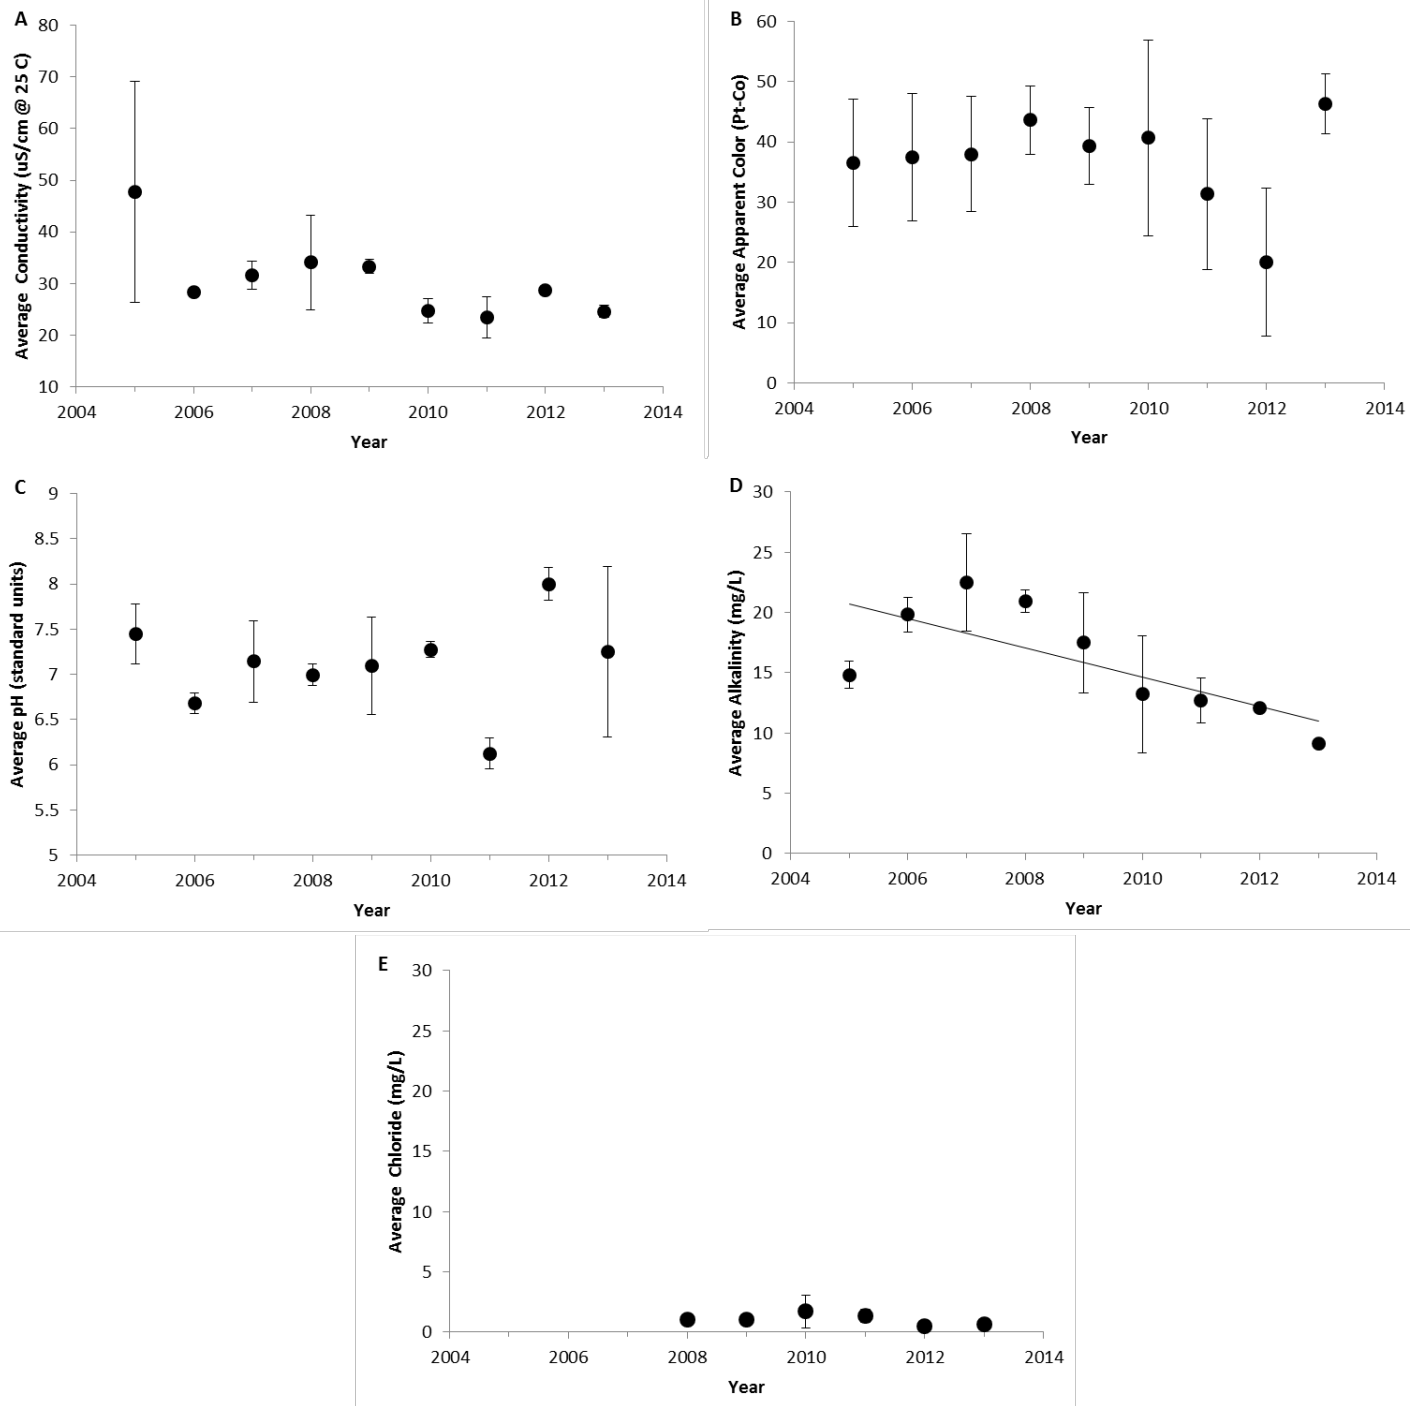 A
80
70
60
50
40
30
20
10
2004 2006 2008 2010 2012 2014
Year
Average Conductivity (uS/cm @ 25 C)
B
60
50
40
30
20
10
0
2004 2006 2008 2010 2012 2014
Year
Average Apparent Color (Pt-Co)
C
9
8.5
8
7.5
7
6.5
6
5.5
5
2004 2006 2008 2010 2012 2014
Year
Average pH (standard units)
D
30
25
20
15
10
5
0
2004 2006 2008 2010 2012 2014
Year
Average Alkalinity (mg/L)
E
30
25
20
15
10
5
0
2004 2006 2008 2010 2012 2014
Year
Average Chloride (mg/L)